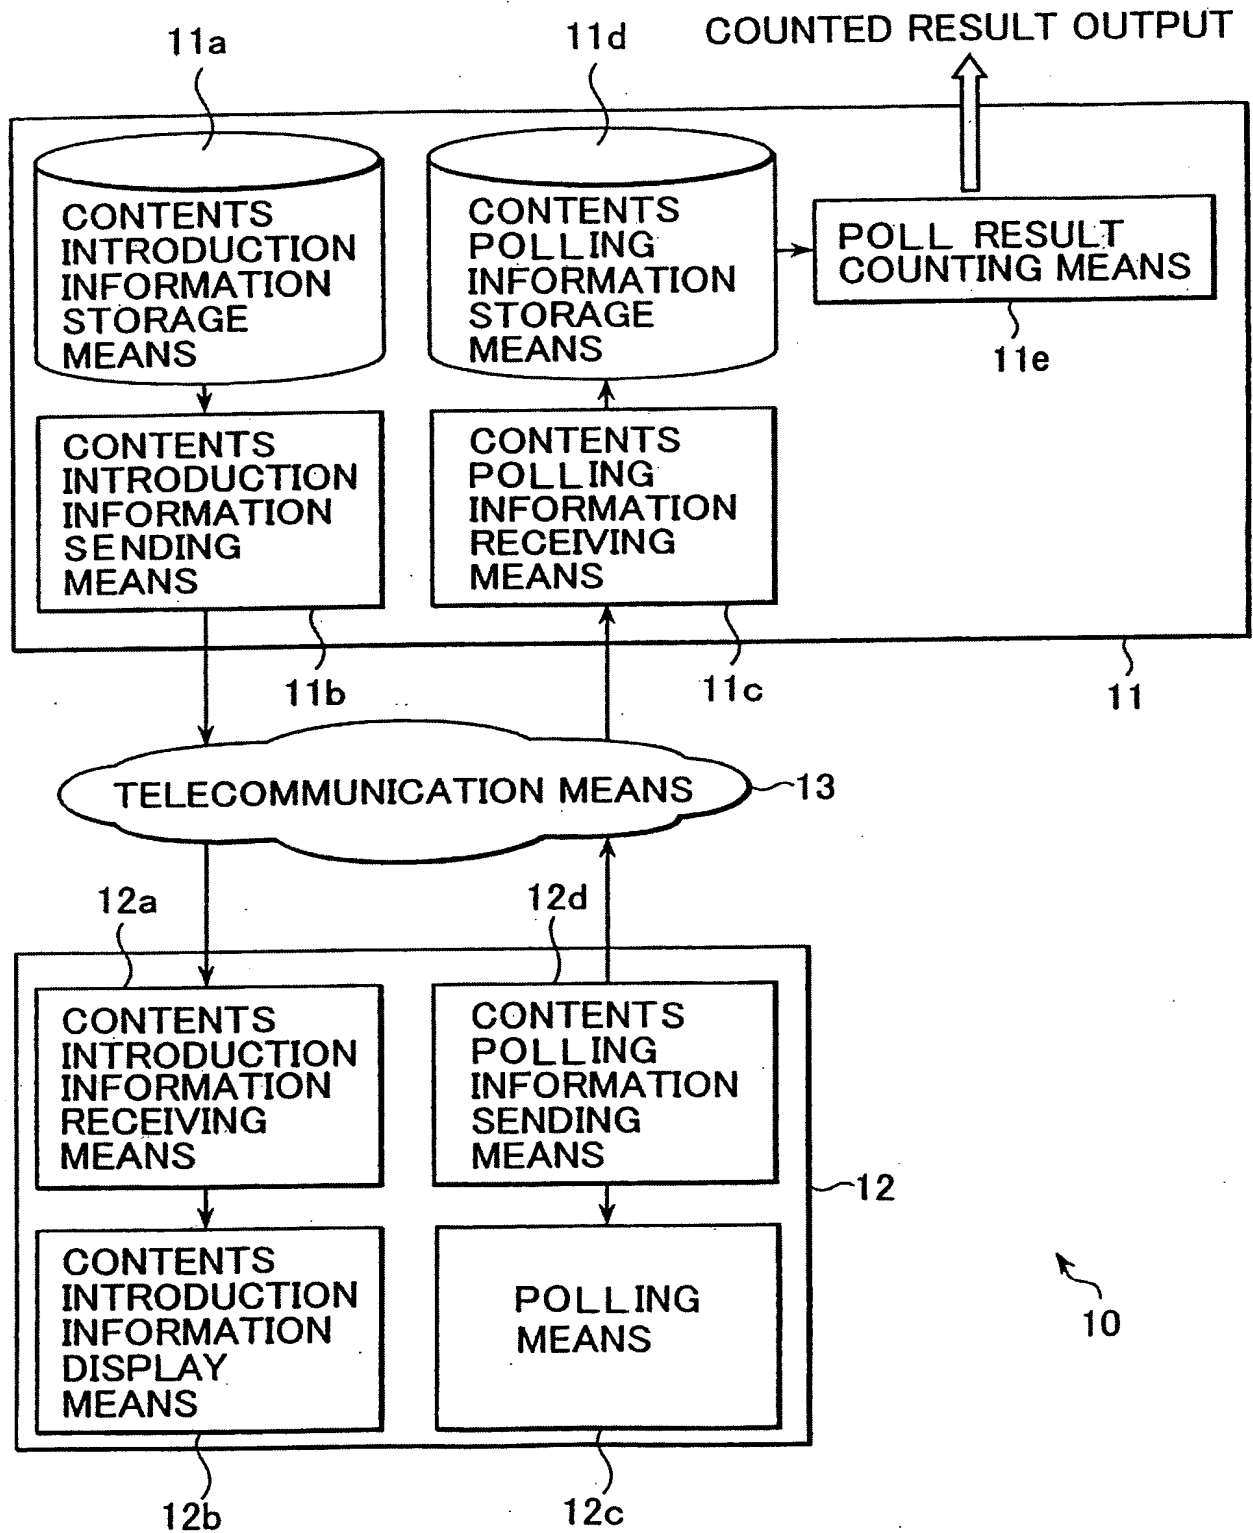 COUNTED RESULT OUTPUT
11a
11d
CONTENTS
INTRODUCTION
INFORMATION
STORAGE
MEANS
CONTENTS
POLLING
INFORMATION
STORAGE
MEANS
POLL RESULT
COUNTING MEANS
11e
CONTENTS
INTRODUCTION
INFORMATION
SENDING
MEANS
CONTENTS
POLLING
INFORMATION
RECEIVING
MEANS
11b
11c
11
TELECOMMUNICATION MEANS
13
12a
12d
CONTENTS
INTRODUCTION
INFORMATION
RECEIVING
MEANS
CONTENTS
POLLING
INFORMATION
SENDING
MEANS
12
CONTENTS
INTRODUCTION
INFORMATION
DISPLAY
MEANS
POLLING
MEANS
10
12b
12c